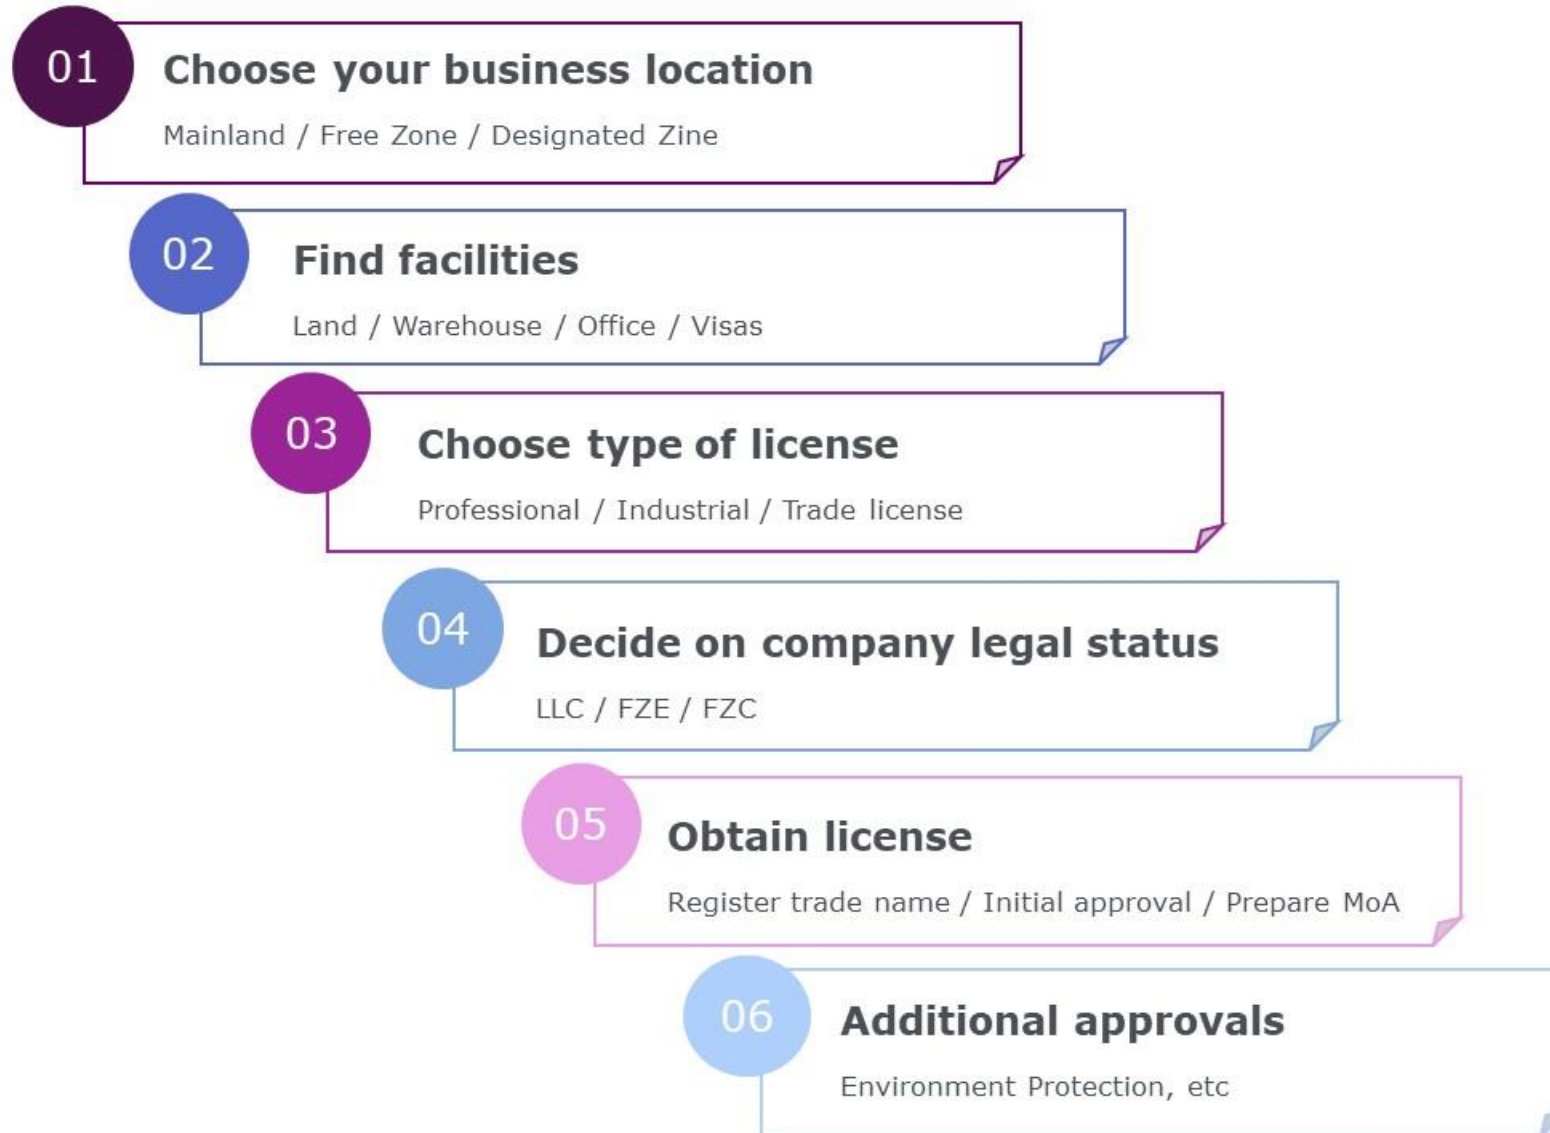 01
Choose your business location
Mainland / Free Zone / Designated Zine
02
Find facilities
Land / Warehouse / Office / Visas
03
Choose type of license
Professional / Industrial / Trade license
04
Decide on company legal status
LLC / FZE / FZC
05
Obtain license
Register trade name / Initial approval / Prepare MoA
06
Additional approvals
Environment Protection, etc